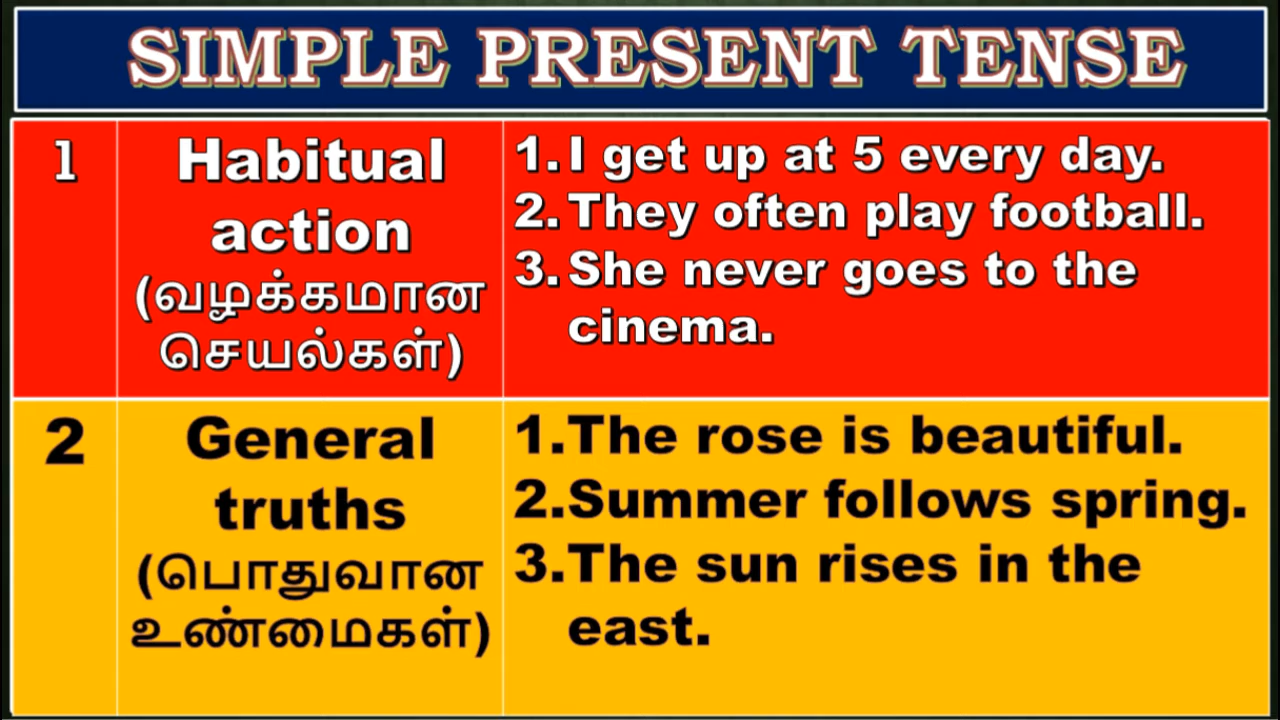 SIMPLE PRESENT TENSE
1
Habitual
action
(வழக்கமான
செயல்கள்)
1. I get up at 5 every day.
2. They often play football.
3. She never goes to the
cinema.
2
General
truths
(பொதுவான
உண்மைகள்)
1.The rose is beautiful.
2.Summer follows spring.
3.The sun rises in the
east.